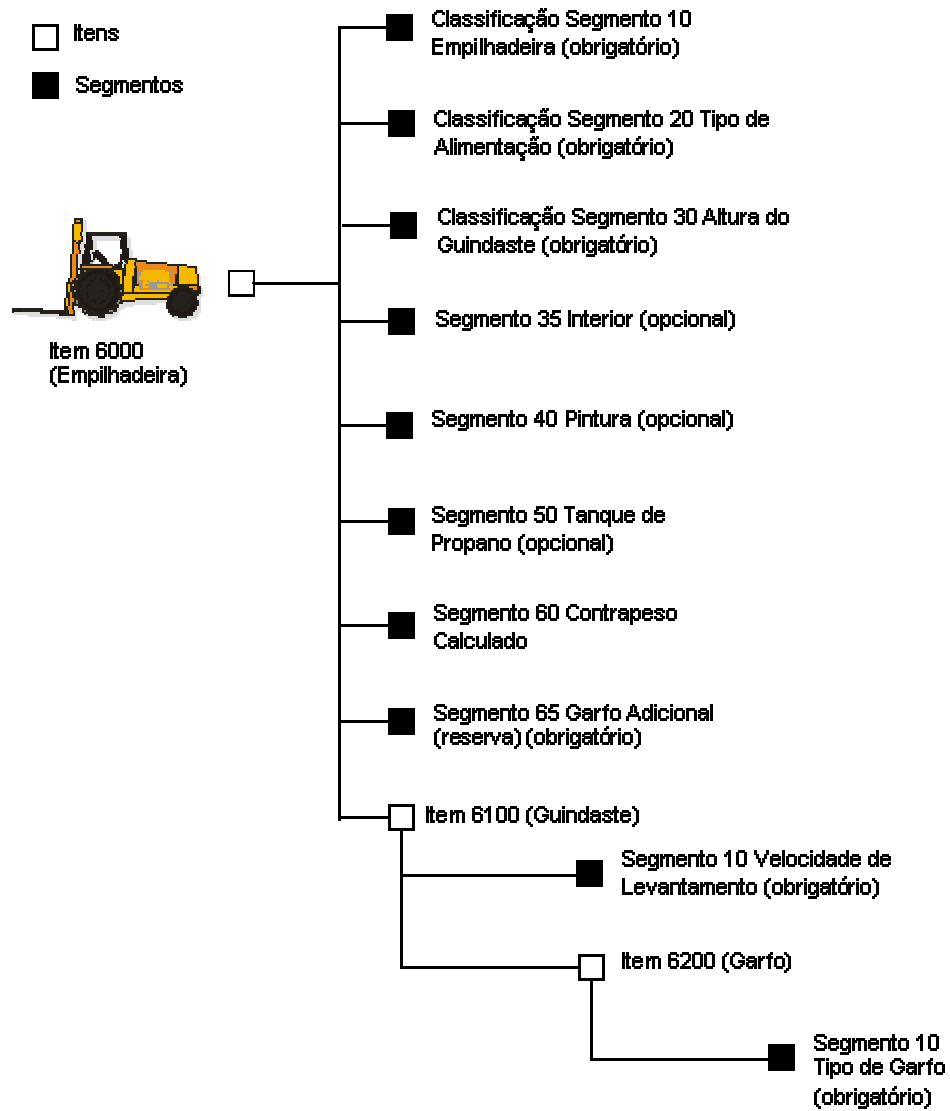 Itens
Segmentos
Classificação Segmento 10
Empilhadeira (obrigatório)
Classificação Segmento 20 Tipo de
Alimentação (obrigatório)
Classificação Segmento 30 Altura do
Guindaste (obrigatório)
Item 6000
(Empilhadeira)
Segmento 35 Interior (opcional)
Segmento 40 Pintura (opcional)
Segmento 50 Tanque de
Propano (opcional)
Segmento 60 Contrapeso
Calculado
Segmento 65 Garfo Adicional
(reserva) (obrigatório)
Item 6100 (Guindaste)
Segmento 10 Velocidade de
Levantamento (obrigatório)
Item 6200 (Garfo)
Segmento 10
Tipo de Garfo
(obrigatório)